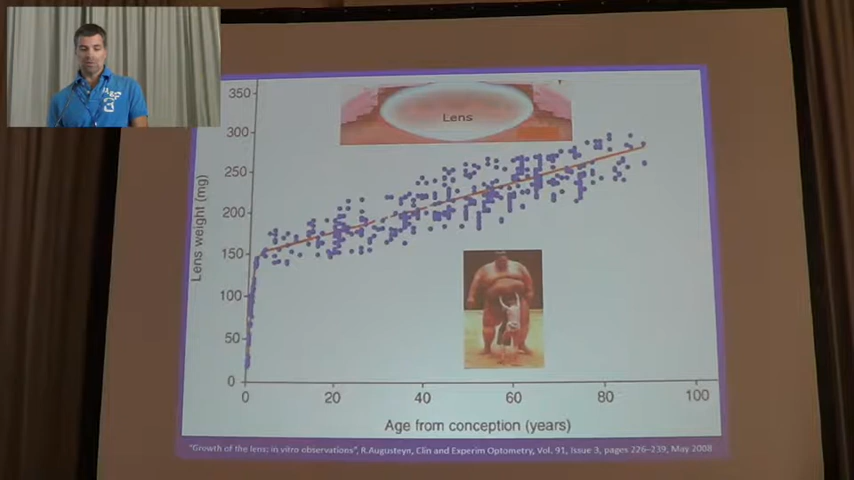 350
300
250
200
150
100
50
0
Lens weight (mg)
Lens
0 20 40 60 80 100
Age from conception (years)
"Growth of the lens; in vitro observations", R.Augusteyn, Clin and Experim Optometry, Vol. 91, Issue 3, pages 226–239, May 2008